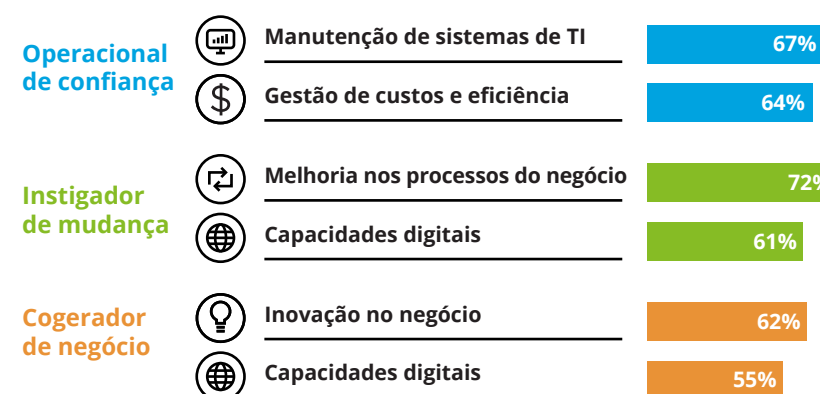 Operacional
de confiança
Manutenção de sistemas de TI
67%
Gestão de custos e eficiência
64%
Instigador
de mudança
Melhoria nos processos do negócio
72%
Capacidades digitais
61%
Cogerador
de negócio
Inovação no negócio
62%
Capacidades digitais
55%